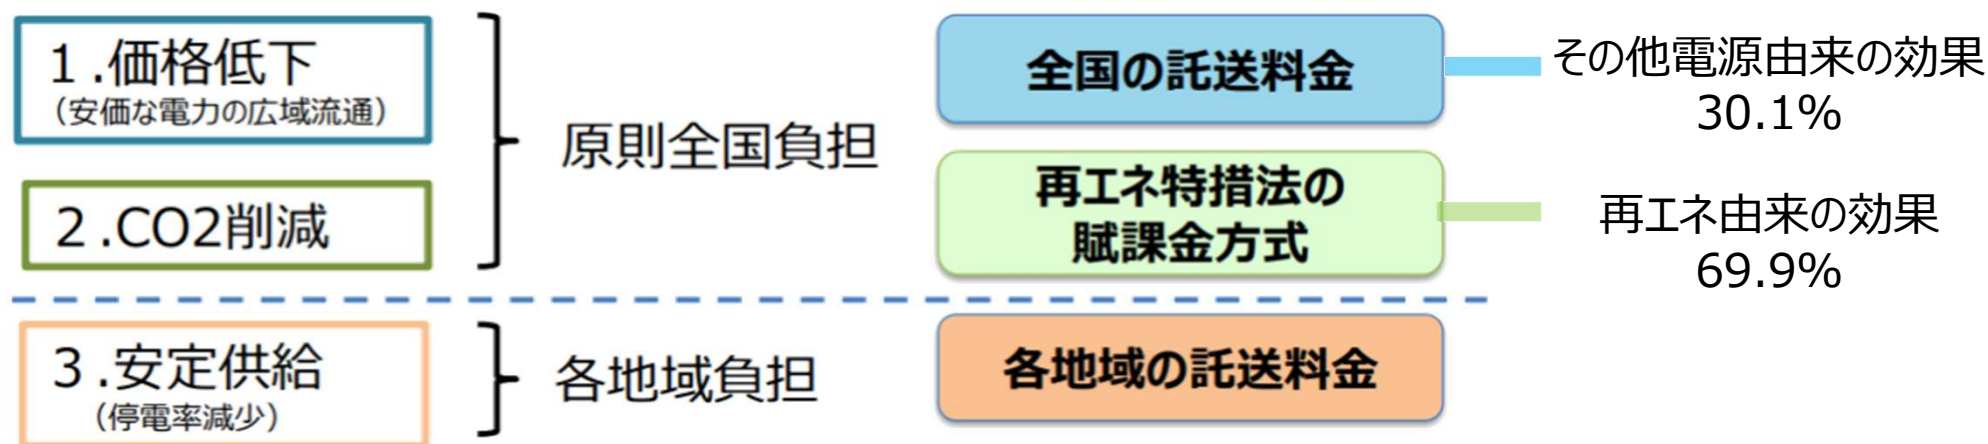 １.価格低下
（安価な電力の広域流通）
２.CO2削減
原則全国負担
全国の託送料金
再エネ特措法の
賦課金方式
その他電源由来の効果
30.1%
再エネ由来の効果
69.9%
３.安定供給
（停電率減少）
各地域負担
各地域の託送料金